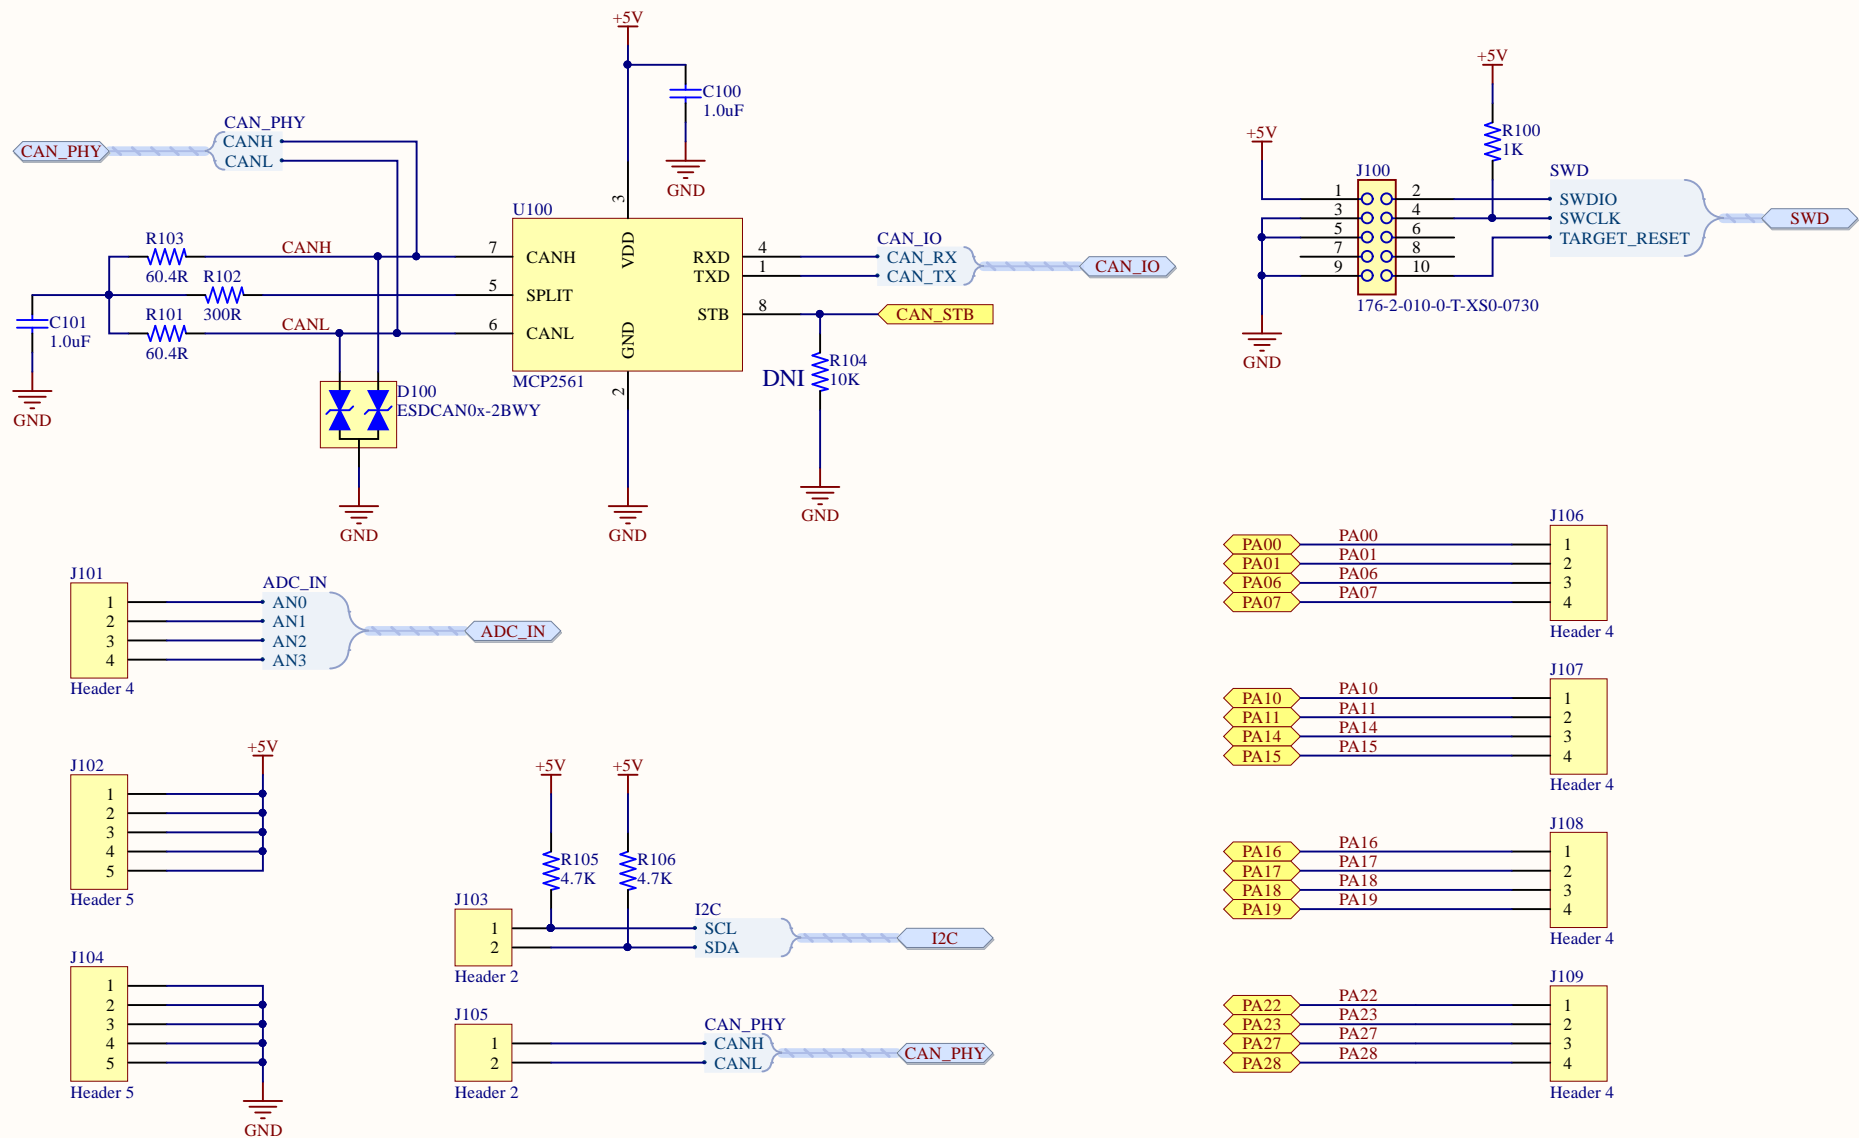 +5V
C100
1.0uF
GND
CAN_PHY
CAN_PHY
CANH
CANL
R103
60.4R
CANH
R102
300R
R101
60.4R
CANL
C101
1.0uF
GND
U100
3
VDD
7
CANH
5
SPLIT
6
CANL
RXD
4
TXD
1
STB
8
GND
2
MCP2561
GND
D100
ESDCAN0x-2BWY
GND
CAN_IO
CAN_RX
CAN_TX
CAN_IO
CAN_STB
DNI
R104
10K
GND
+5V
+5V
R100
1K
J100
1 2
3 4
5 6
7 8
9 10
176-2-010-0-T-XS0-0730
GND
SWD
SWDIO
SWCLK
TARGET_RESET
SWD
J101
1
2
3
4
Header 4
ADC_IN
AN0
AN1
AN2
AN3
ADC_IN
J102
1
2
3
4
5
Header 5
+5V
J104
1
2
3
4
5
Header 5
GND
+5V
+5V
R105
4.7K
R106
4.7K
J103
1
2
Header 2
I2C
SCL
SDA
I2C
J105
1
2
Header 2
CAN_PHY
CANH
CANL
CAN_PHY
J106
PA00 PA00 1
PA01 PA01 2
PA06 PA06 3
PA07 PA07 4
Header 4
J107
PA10 PA10 1
PA11 PA11 2
PA14 PA14 3
PA15 PA15 4
Header 4
J108
PA16 PA16 1
PA17 PA17 2
PA18 PA18 3
PA19 PA19 4
Header 4
J109
PA22 PA22 1
PA23 PA23 2
PA27 PA27 3
PA28 PA28 4
Header 4